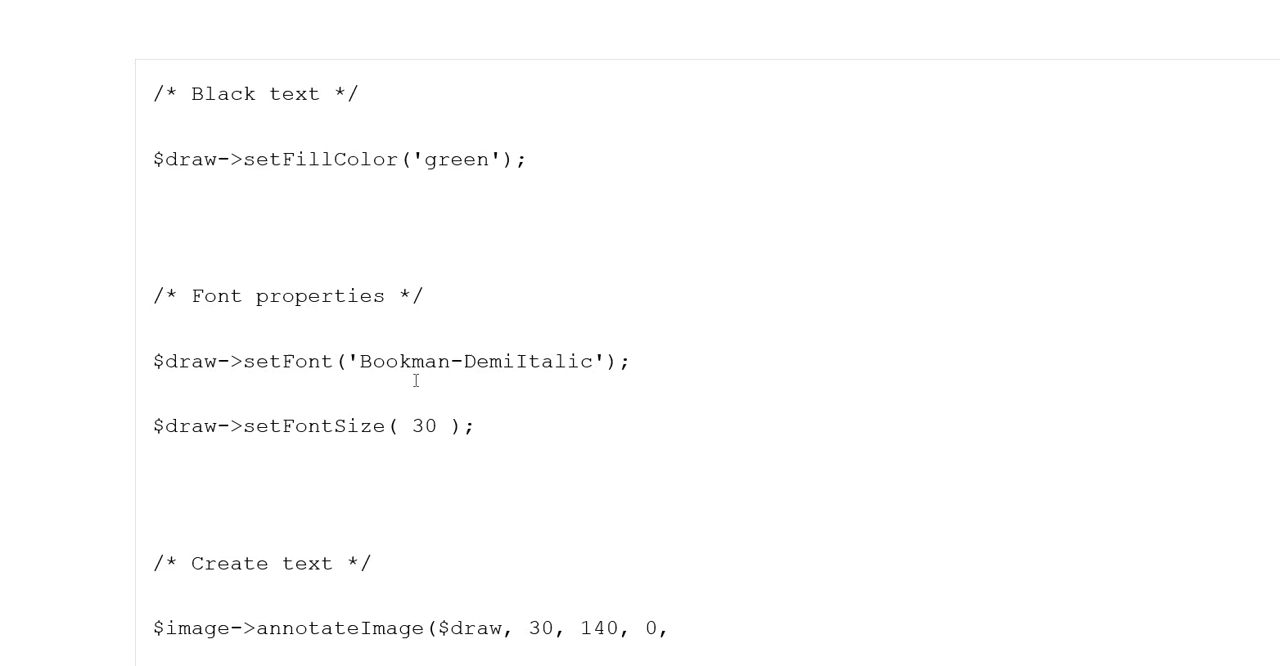 /* Black text */
$draw->setFillColor('green');
/* Font properties */
$draw->setFont('Bookman-DemiItalic');
$draw->setFontSize( 30 );
/* Create text */
$image->annotateImage($draw, 30, 140, 0,